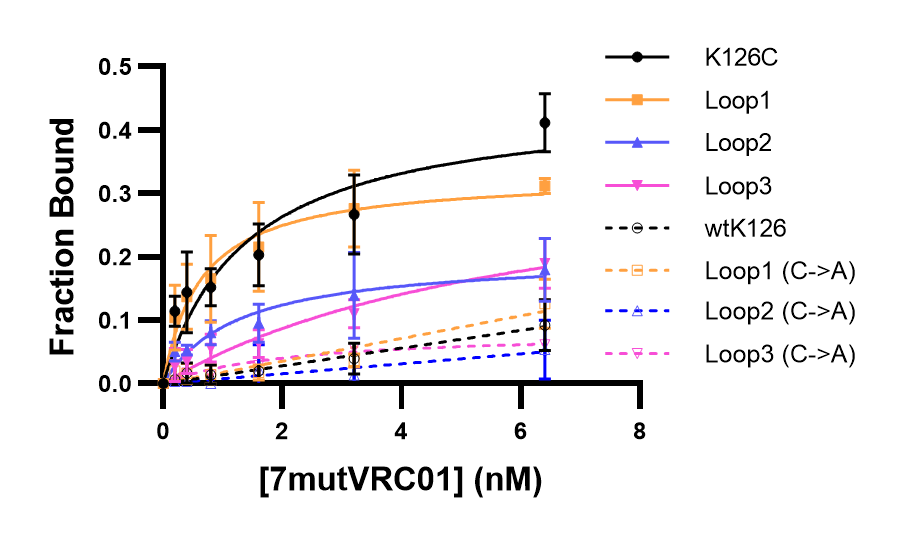 0.5
0.4
0.3
0.2
0.1
0.0
Fraction Bound
0 2 4 6 8
[7mutVRC01] (nM)
K126C
Loop1
Loop2
Loop3
wtK126
Loop1 (C->A)
Loop2 (C->A)
Loop3 (C->A)